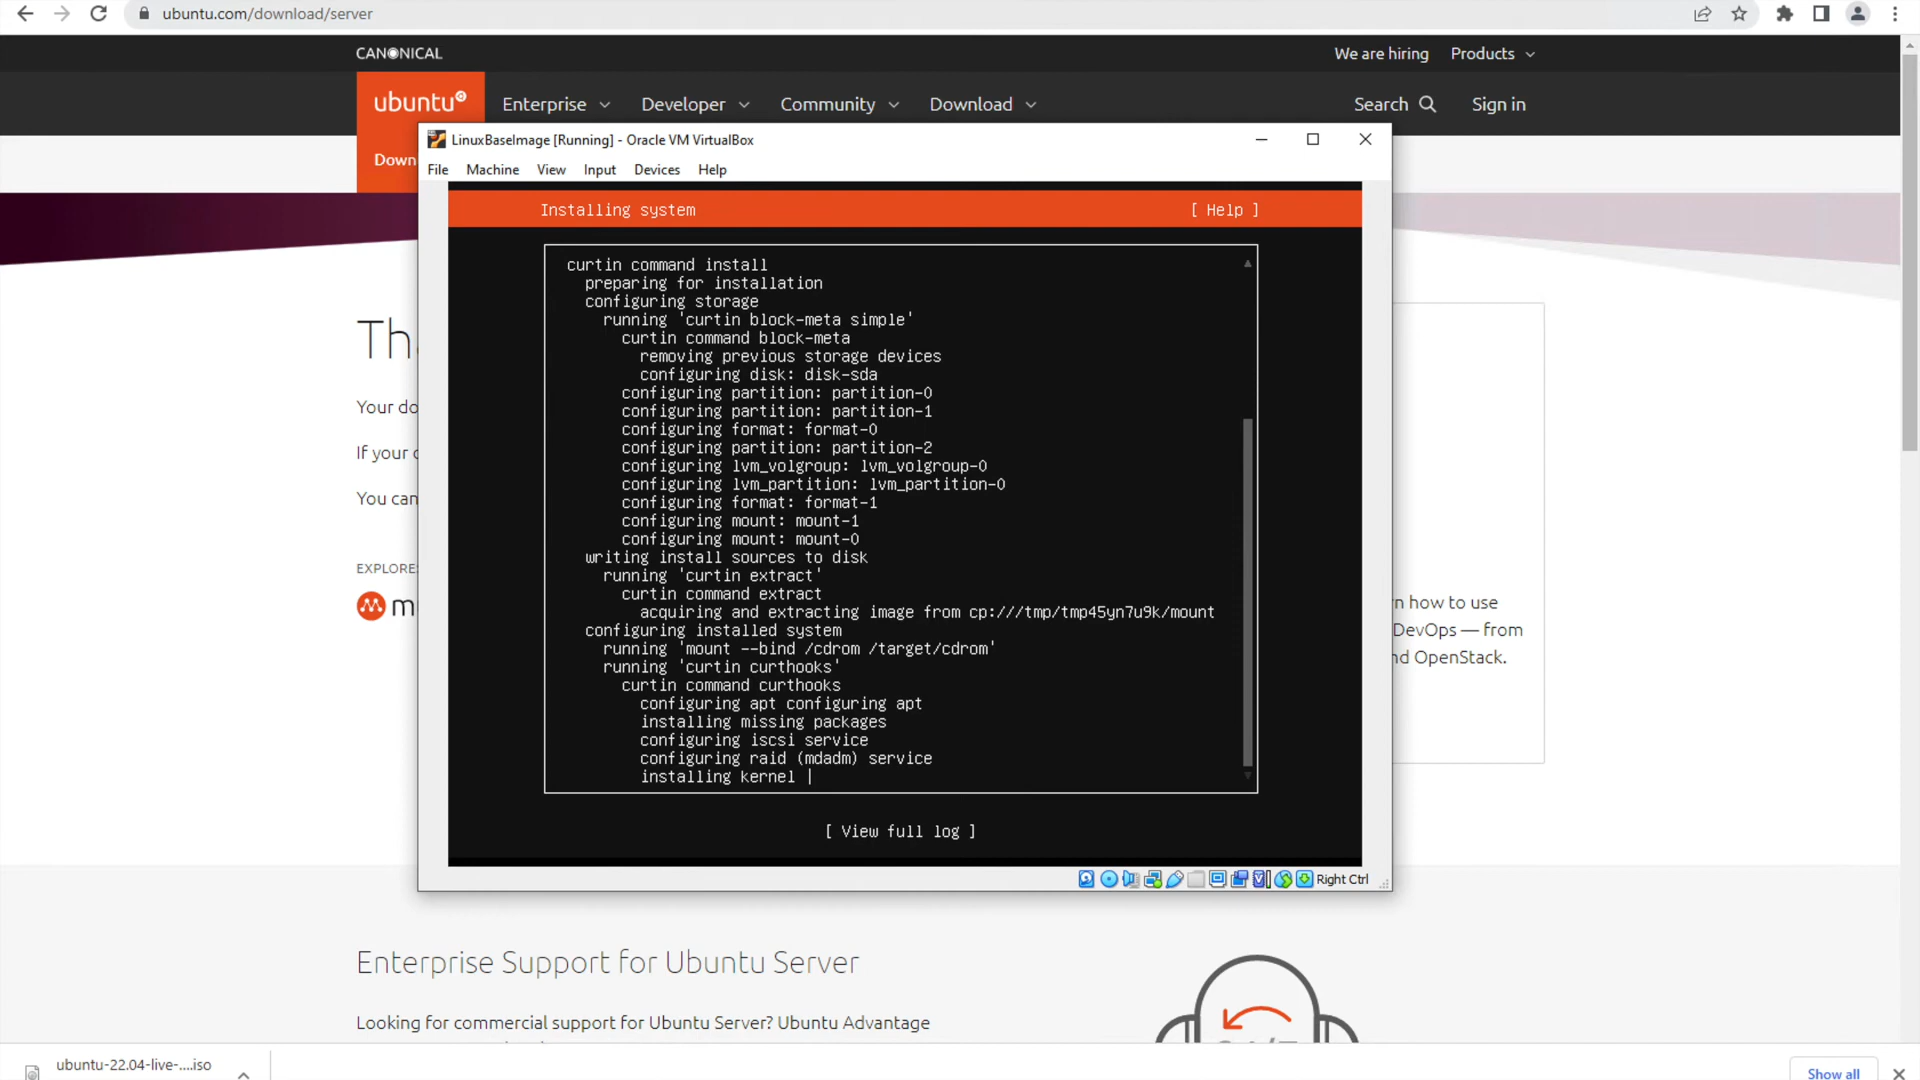 ubuntu.com/download/server
CANONICAL
We are hiring
Products
ubuntu
Enterprise
Developer
Community
Download
Search
Sign in
Down
LinuxBaseImage [Running] - Oracle VM VirtualBox
File
Machine
View
Input
Devices
Help
Installing system
[ Help ]
curtin command install
preparing for installation
configuring storage
running 'curtin block-meta simple'
curtin command block-meta
removing previous storage devices
configuring disk: disk-sda
configuring partition: partition-0
configuring partition: partition-1
configuring format: format-0
configuring partition: partition-2
configuring lvm_volgroup: lvm_volgroup-0
configuring lvm_partition: lvm_partition-0
configuring format: format-1
configuring mount: mount-1
configuring mount: mount-0
writing install sources to disk
running 'curtin extract'
curtin command extract
acquiring and extracting image from cp:///tmp/tmp45yn7u9k/mount
configuring installed system
running 'mount --bind /cdrom /target/cdrom'
running 'curtin curthooks'
curtin command curthooks
configuring apt configuring apt
installing missing packages
configuring iscsi service
configuring raid (mdadm) service
installing kernel |
[ View full log ]
Right Ctrl
Th
Your do
If your
You can
EXPLORE
m
n how to use
DevOps — from
nd OpenStack.
Enterprise Support for Ubuntu Server
Looking for commercial support for Ubuntu Server? Ubuntu Advantage
ubuntu-22.04-live-....iso
Show all